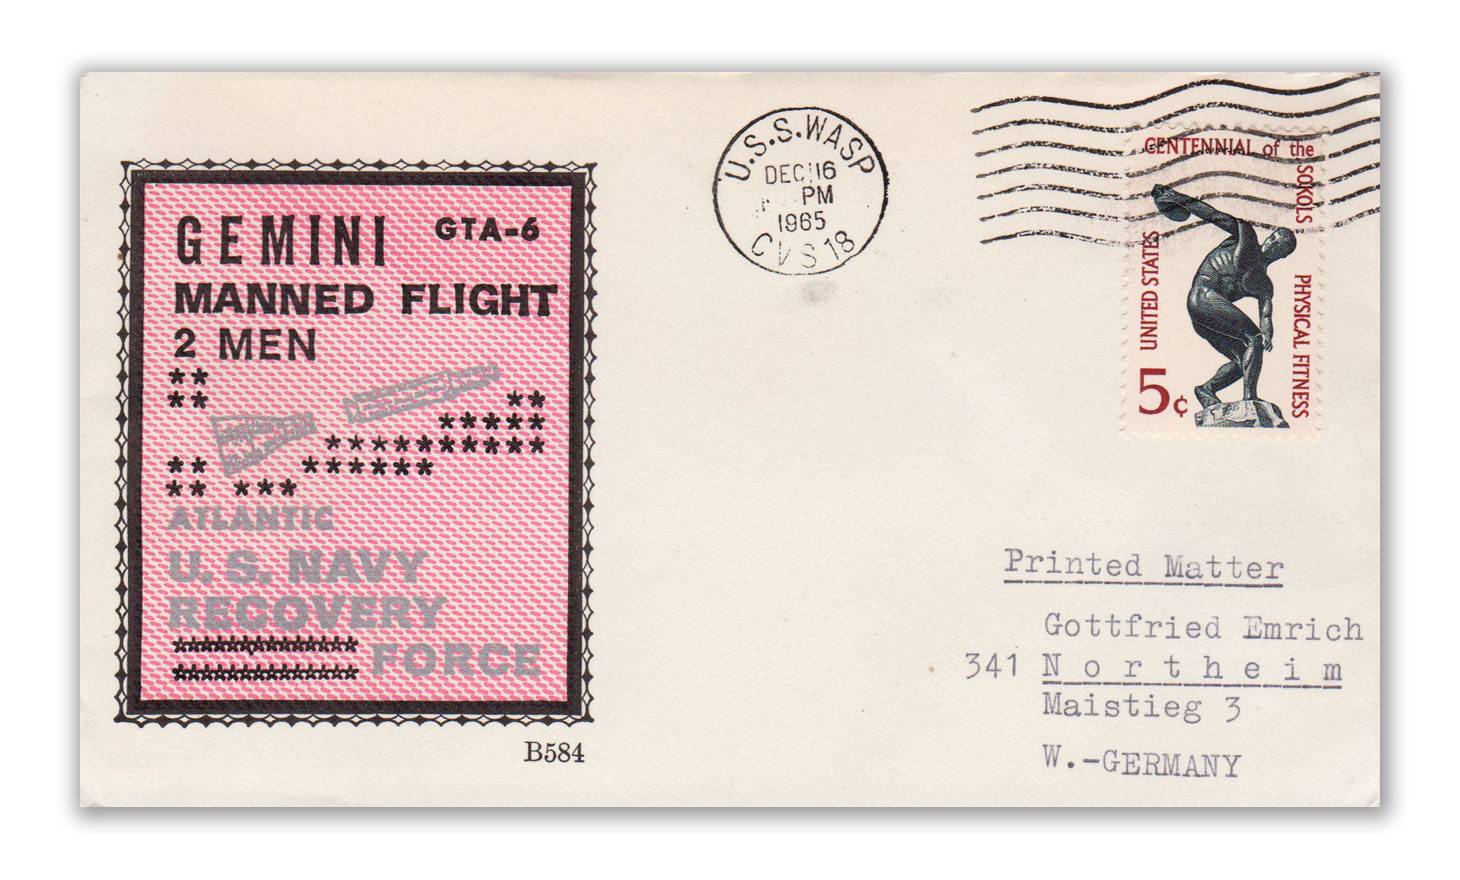 U.S.S. WASP
DEC 16
PM
1965
CVS 18
CENTENNIAL of the
SOKOLS
PHYSICAL FITNESS
UNITED STATES
5¢
GEMINI GTA-6
MANNED FLIGHT
2 MEN
**
** **
*****
**********
** ******
** ***
ATLANTIC
U.S. NAVY
RECOVERY
***************
*************** FORCE
B584
Printed Matter
Gottfried Emrich
341 Northeim
Maistieg 3
W.-GERMANY